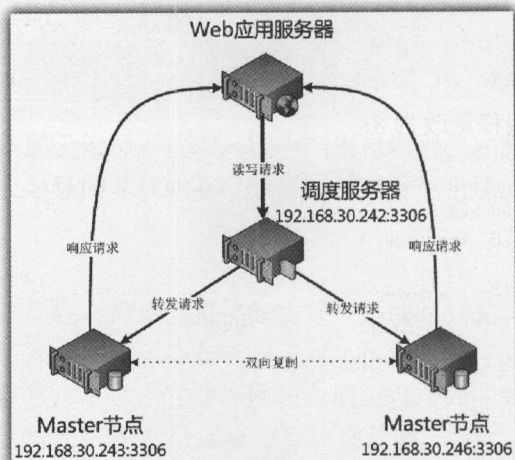 Web应用服务器
读写请求
调度服务器
192.168.30.242:3306
响应请求
响应请求
转发请求
转发请求
双向复制
Master节点
192.168.30.243:3306
Master节点
192.168.30.246:3306